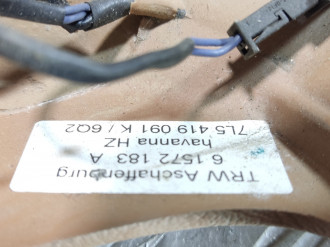 TRW Aschaffenburg
6 1572 183 A
havanna HZ
7L5 419 091 K / 6Q2